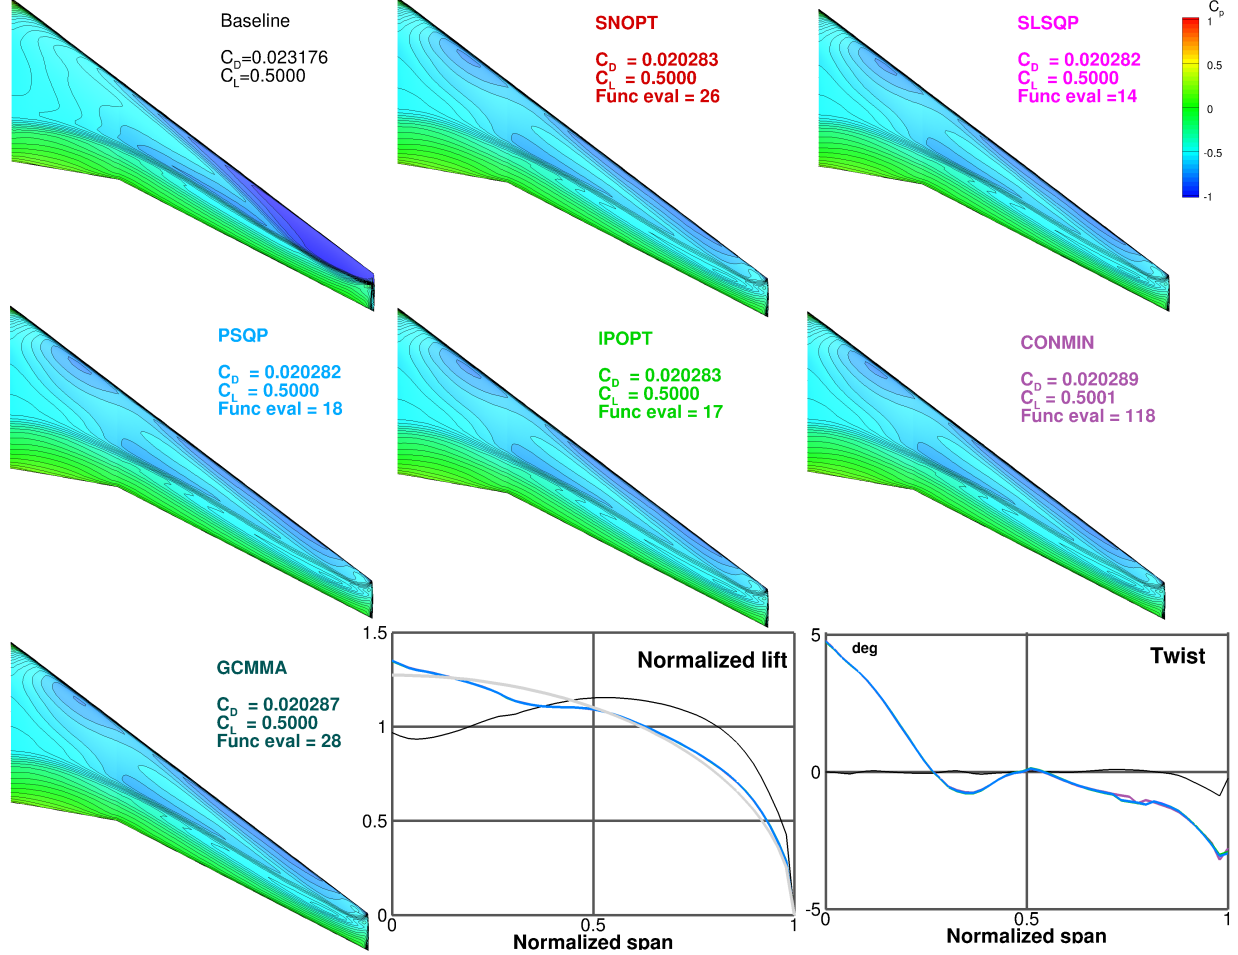 Baseline
C_D=0.023176
C_L=0.5000
SNOPT
C_D = 0.020283
C_L = 0.5000
Func eval = 26
SLSQP
C_D = 0.020282
C_L = 0.5000
Func eval =14
C_p
1
0.5
0
-0.5
-1
PSQP
C_D = 0.020282
C_L = 0.5000
Func eval = 18
IPOPT
C_D = 0.020283
C_L = 0.5000
Func eval = 17
CONMIN
C_D = 0.020289
C_L = 0.5001
Func eval = 118
GCMMA
C_D = 0.020287
C_L = 0.5000
Func eval = 28
1.5
Normalized lift
1
0.5
0
0
0.5
1
Normalized span
5
deg
Twist
0
-5
0
0.5
1
Normalized span